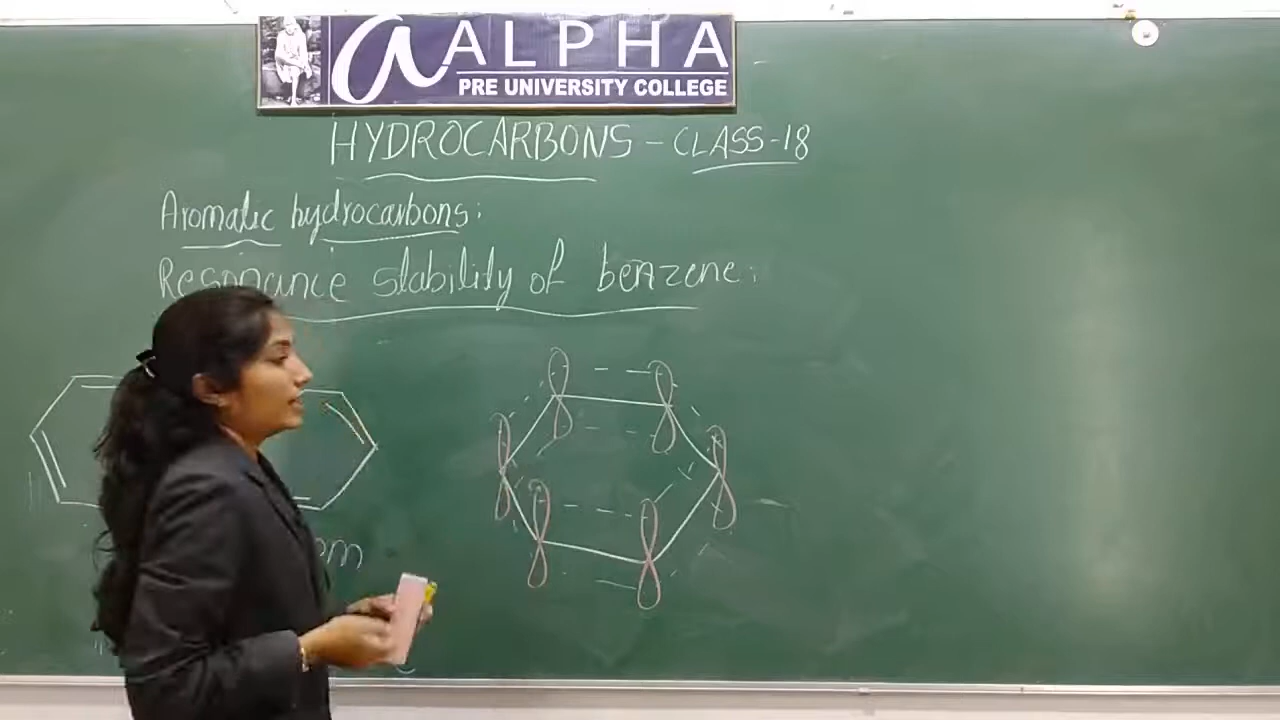 a ALPHA
PRE UNIVERSITY COLLEGE
HYDROCARBONS - CLASS-18
Aromatic hydrocarbons:
Resonance stability of benzene: